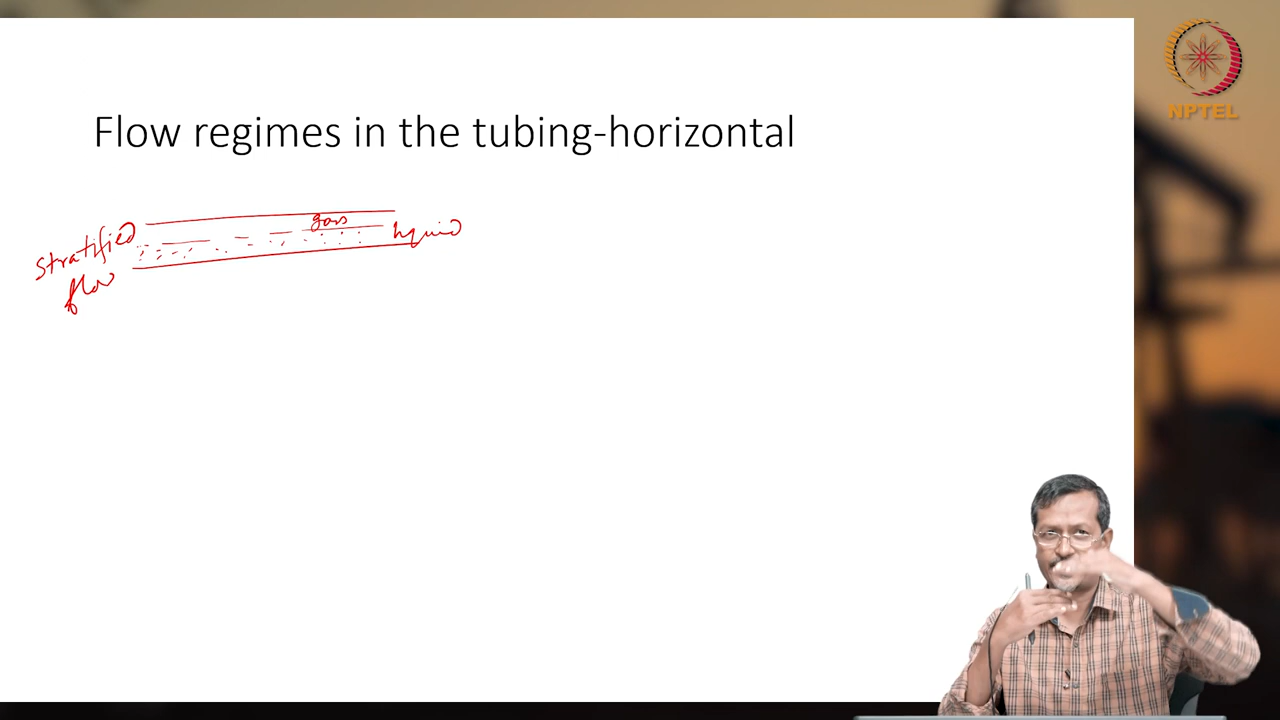 Flow regimes in the tubing-horizontal
NPTEL
gas
liquid
stratified
flow